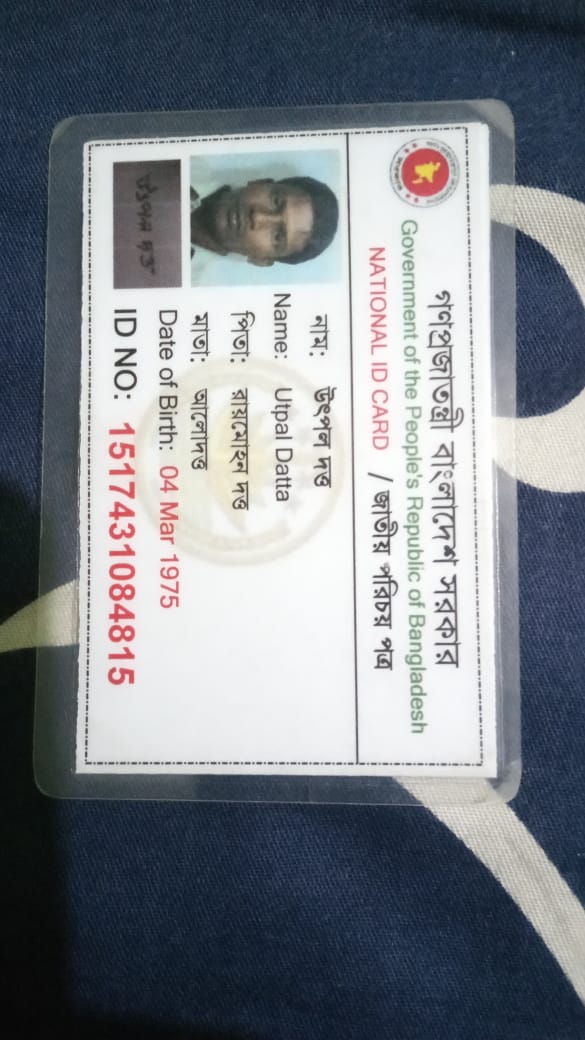 গণপ্রজাতন্ত্রী বাংলাদেশ সরকার
Government of the People's Republic of Bangladesh
NATIONAL ID CARD / জাতীয় পরিচয় পত্র
নাম: উৎপল দত্ত
Name: Utpal Datta
পিতা: রায়মোহন দত্ত
মাতা: আলোদত্ত
Date of Birth: 04 Mar 1975
ID NO: 1517431084815
উৎপল দত্ত